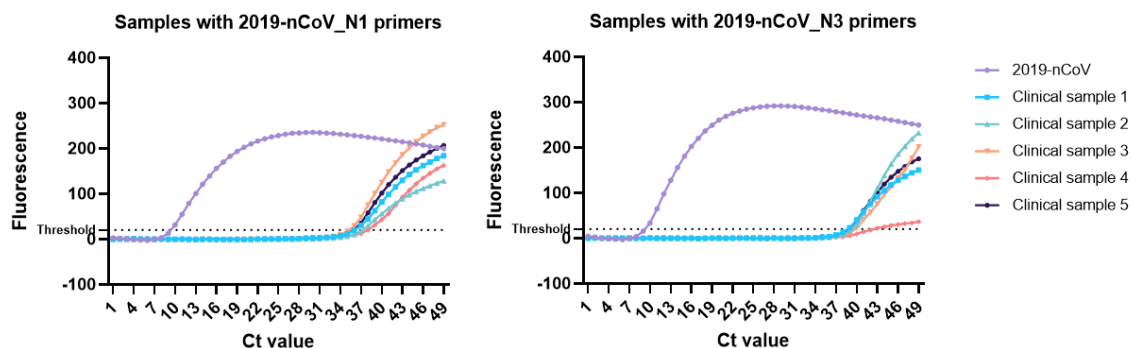 Samples with 2019-nCoV_N1 primers
400
300
200
100
Threshold
0
-100
Fluorescence
1 4 7 10 13 16 19 22 25 28 31 34 37 40 43 46 49
Ct value
Samples with 2019-nCoV_N3 primers
400
300
200
100
Threshold
0
-100
Fluorescence
1 4 7 10 13 16 19 22 25 28 31 34 37 40 43 46 49
Ct value
2019-nCoV
Clinical sample 1
Clinical sample 2
Clinical sample 3
Clinical sample 4
Clinical sample 5